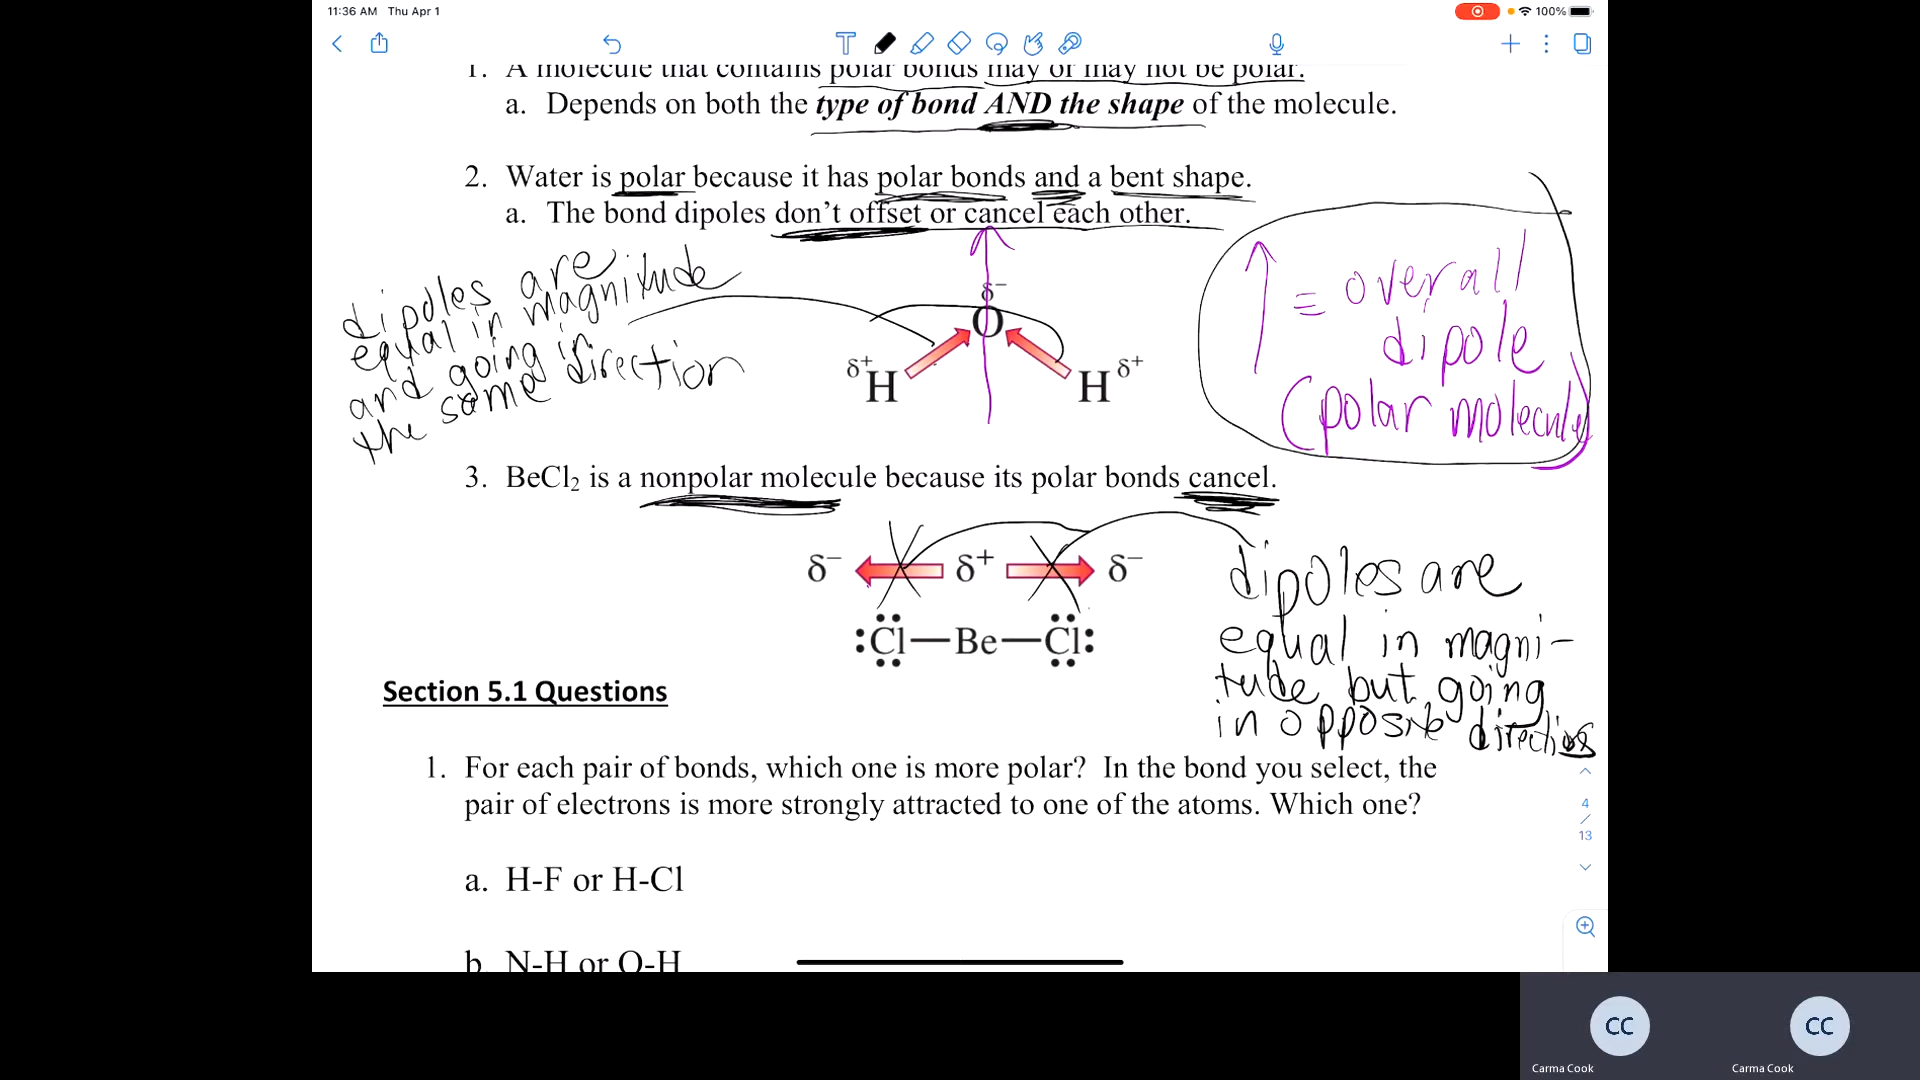 11:36 AM Thu Apr 1
100%
1. A molecule that contains polar bonds may or may not be polar.
a. Depends on both the type of bond AND the shape of the molecule.
2. Water is polar because it has polar bonds and a bent shape.
a. The bond dipoles don't offset or cancel each other.
dipoles are
equal in magnitude
and going in
the same direction
δ⁻
O
δ⁺
H
H
δ⁺
≡ overall
dipole
(polar molecule)
3. BeCl₂ is a nonpolar molecule because its polar bonds cancel.
δ⁻ δ⁺ δ⁻
:Cl—Be—Cl:
dipoles are
equal in magni-
tude but going
in opposite directions
Section 5.1 Questions
1. For each pair of bonds, which one is more polar? In the bond you select, the
pair of electrons is more strongly attracted to one of the atoms. Which one?
4
/
13
a. H-F or H-Cl
b. N-H or O-H
CC
CC
Carma Cook
Carma Cook